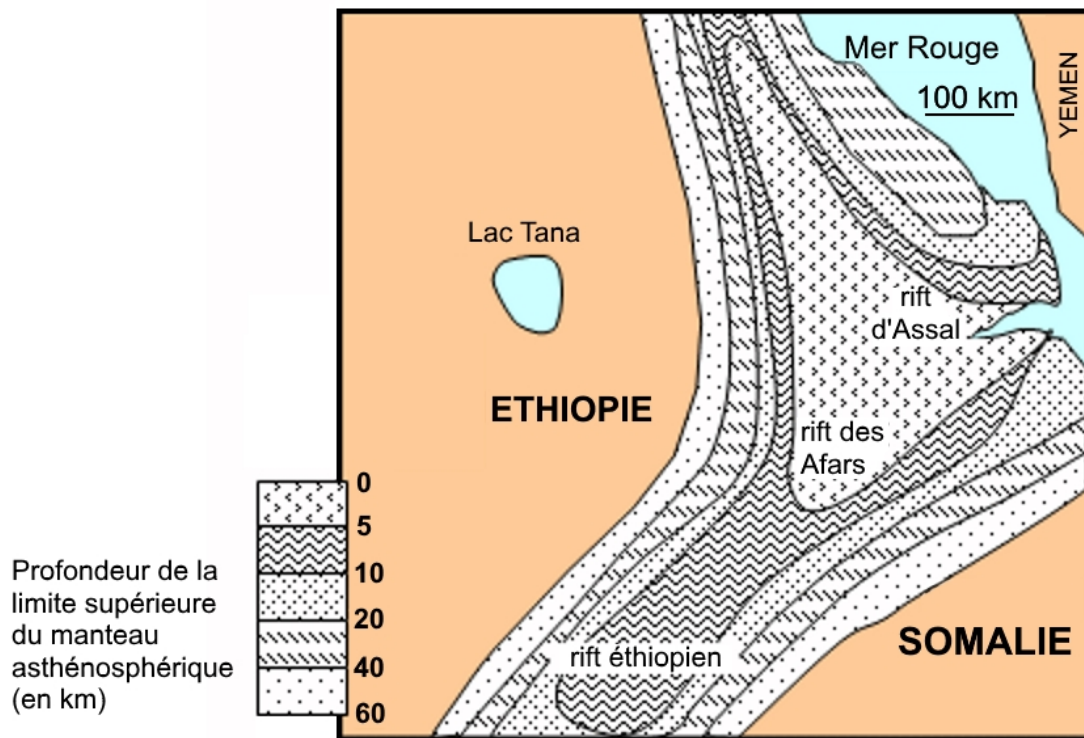 Mer Rouge
100 km
YEMEN
Lac Tana
rift
d'Assal
ETHIOPIE
rift des
Afars
0
5
10
20
40
60
Profondeur de la
limite supérieure
du manteau
asthénosphérique
(en km)
SOMALIE
rift éthiopien